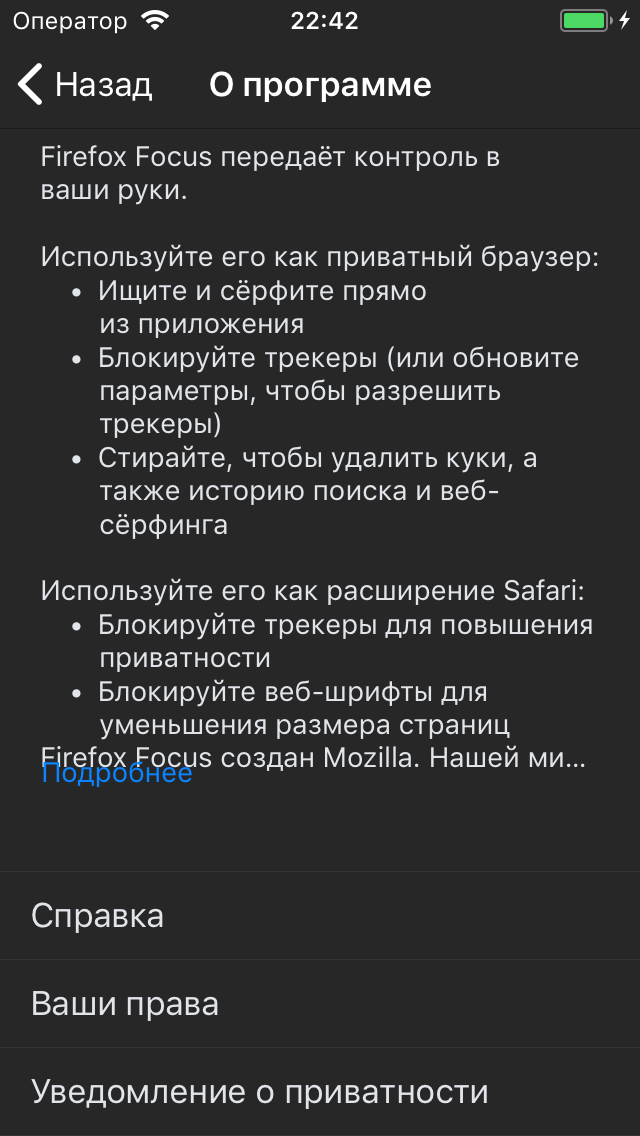 Оператор 22:42
Назад О программе
Firefox Focus передаёт контроль в
ваши руки.
Используйте его как приватный браузер:
• Ищите и сёрфите прямо
из приложения
• Блокируйте трекеры (или обновите
параметры, чтобы разрешить
трекеры)
• Стирайте, чтобы удалить куки, а
также историю поиска и веб-
сёрфинга
Используйте его как расширение Safari:
• Блокируйте трекеры для повышения
приватности
• Блокируйте веб-шрифты для
уменьшения размера страниц
Firefox Focus создан Mozilla. Нашей ми...
Подробнее
Справка
Ваши права
Уведомление о приватности